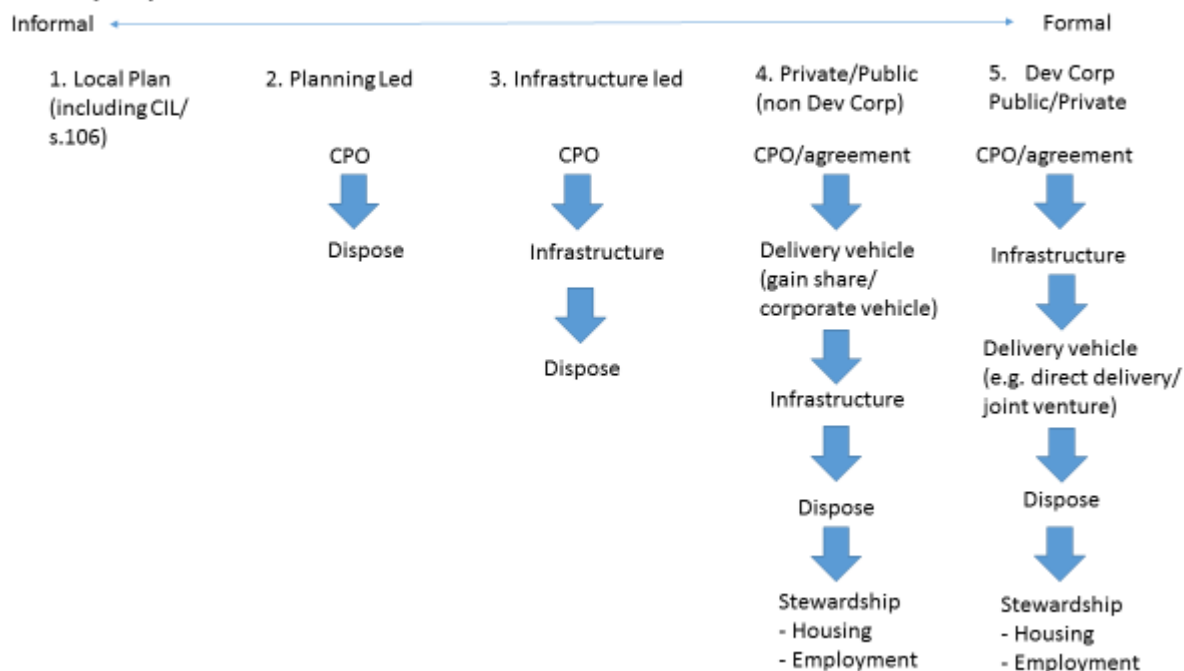 Informal
Formal
1. Local Plan
(including CIL/
s.106)
2. Planning Led
CPO
Dispose
3. Infrastructure led
CPO
Infrastructure
Dispose
4. Private/Public
(non Dev Corp)
CPO/agreement
Delivery vehicle
(gain share/
corporate vehicle)
Infrastructure
Dispose
Stewardship
- Housing
- Employment
5. Dev Corp
Public/Private
CPO/agreement
Infrastructure
Delivery vehicle
(e.g. direct delivery/
joint venture)
Dispose
Stewardship
- Housing
- Employment